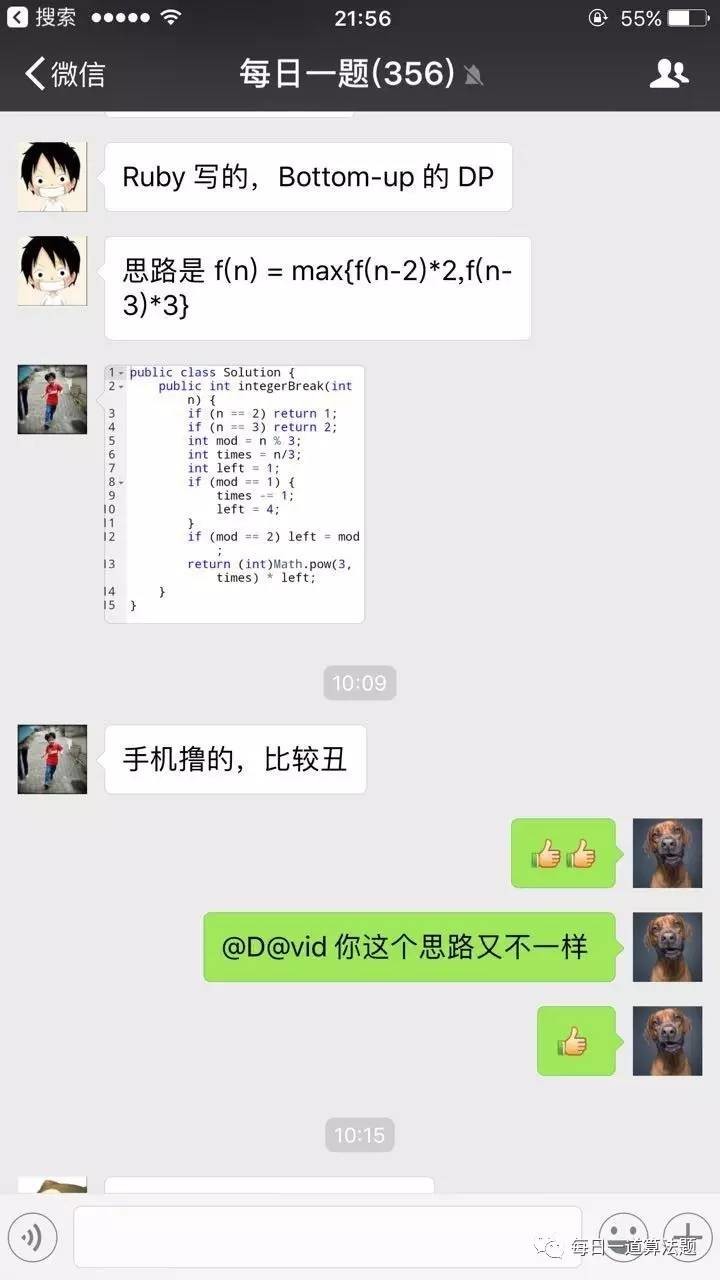 搜索
21:56
55%
微信
每日一题(356)
Ruby 写的，Bottom-up 的 DP
思路是 f(n) = max{f(n-2)*2,f(n-
3)*3}
1 public class Solution {
2 public int integerBreak(int
n) {
3 if (n == 2) return 1;
4 if (n == 3) return 2;
5 int mod = n % 3;
6 int times = n/3;
7 int left = 1;
8 if (mod == 1) {
9 times -= 1;
10 left = 4;
11 }
12 if (mod == 2) left = mod
;
13 return (int)Math.pow(3,
times) * left;
14 }
15 }
10:09
手机撸的，比较丑
👍👍
@D@vid 你这个思路又不一样
👍
10:15
每日一道算法题